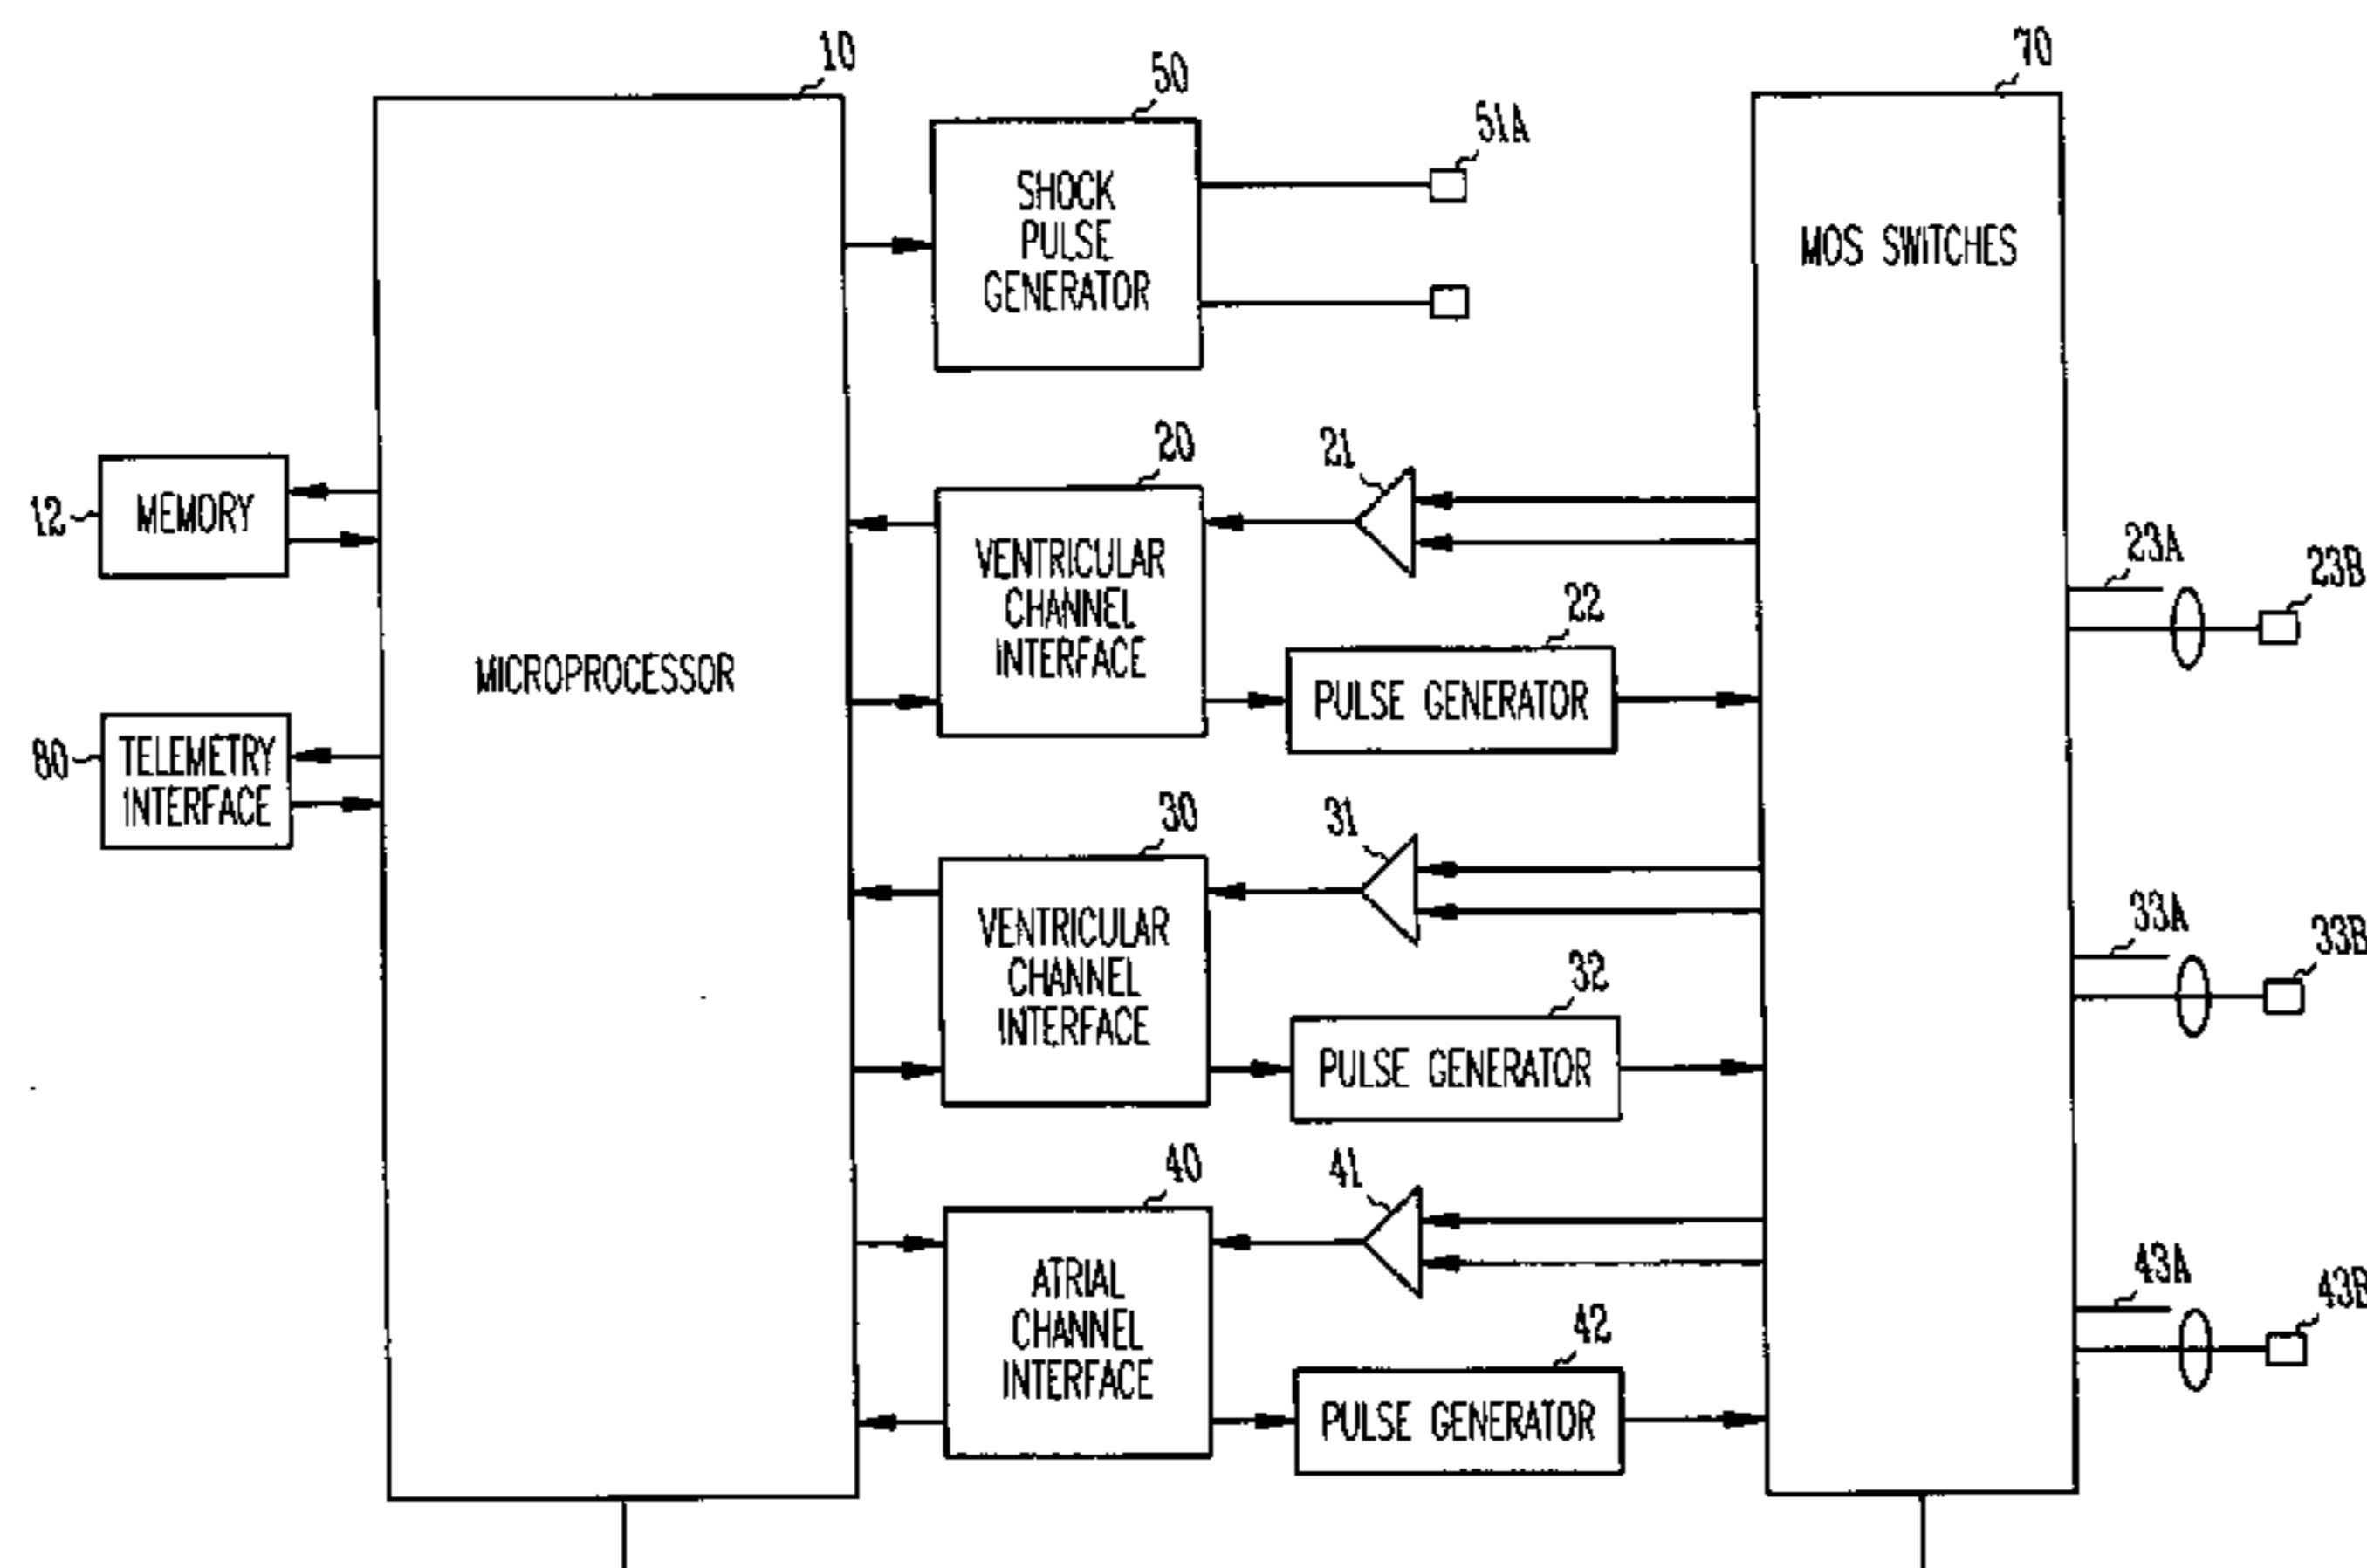 10
50
70
51A
SHOCK
PULSE
GENERATOR
MOS SWITCHES
20
21
12
MEMORY
23A
23B
VENTRICULAR
CHANNEL
INTERFACE
22
MICROPROCESSOR
PULSE GENERATOR
80
TELEMETRY
INTERFACE
30
31
33A
33B
VENTRICULAR
CHANNEL
INTERFACE
32
PULSE GENERATOR
40
41
43A
43B
ATRIAL
CHANNEL
INTERFACE
42
PULSE GENERATOR